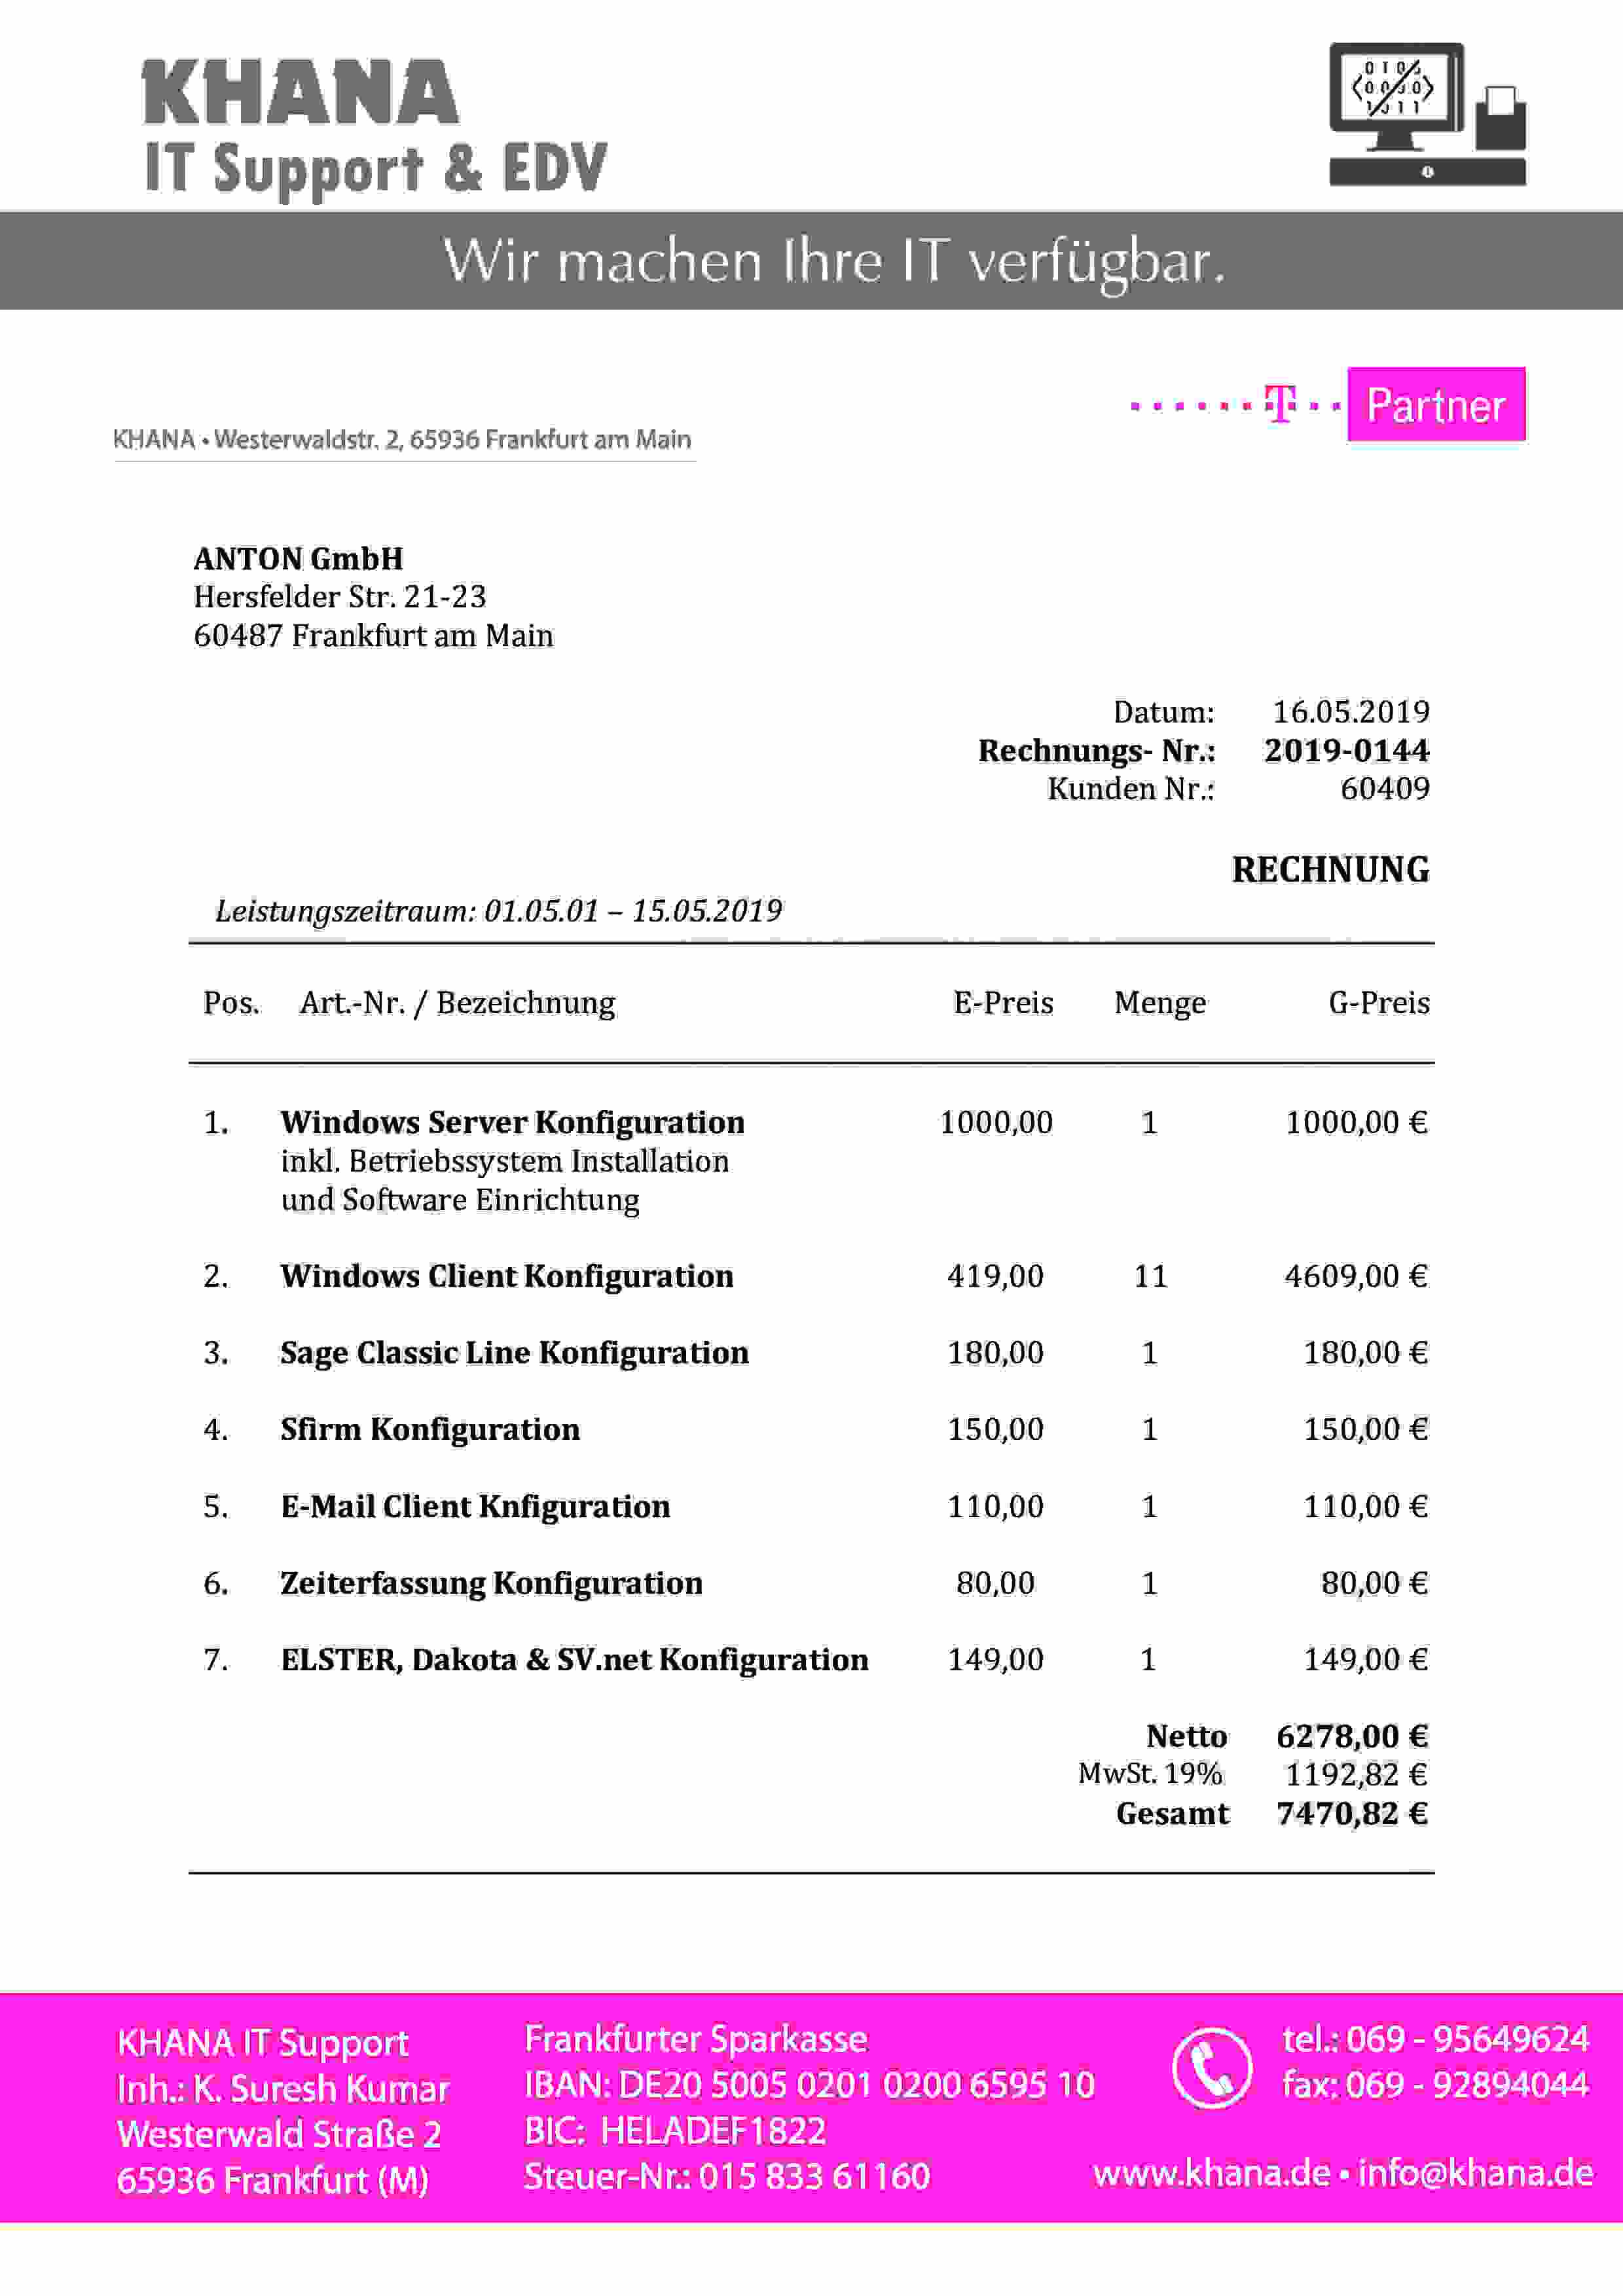 KHANA
IT Support & EDV
Wir machen Ihre IT verfügbar.
T Partner
KHANA • Westerwaldstr. 2, 65936 Frankfurt am Main
ANTON GmbH
Hersfelder Str. 21-23
60487 Frankfurt am Main
Datum: 16.05.2019
Rechnungs- Nr.: 2019-0144
Kunden Nr.: 60409
RECHNUNG
Leistungszeitraum: 01.05.01 – 15.05.2019
Pos. Art.-Nr. / Bezeichnung E-Preis Menge G-Preis
1. Windows Server Konfiguration 1000,00 1 1000,00 €
inkl. Betriebssystem Installation
und Software Einrichtung
2. Windows Client Konfiguration 419,00 11 4609,00 €
3. Sage Classic Line Konfiguration 180,00 1 180,00 €
4. Sfirm Konfiguration 150,00 1 150,00 €
5. E-Mail Client Knfiguration 110,00 1 110,00 €
6. Zeiterfassung Konfiguration 80,00 1 80,00 €
7. ELSTER, Dakota & SV.net Konfiguration 149,00 1 149,00 €
Netto 6278,00 €
MwSt. 19% 1192,82 €
Gesamt 7470,82 €
KHANA IT Support
Inh.: K. Suresh Kumar
Westerwald Straße 2
65936 Frankfurt (M)
Frankfurter Sparkasse
IBAN: DE20 5005 0201 0200 6595 10
BIC: HELADEF1822
Steuer-Nr.: 015 833 61160
tel.: 069 - 95649624
fax: 069 - 92894044
www.khana.de • info@khana.de